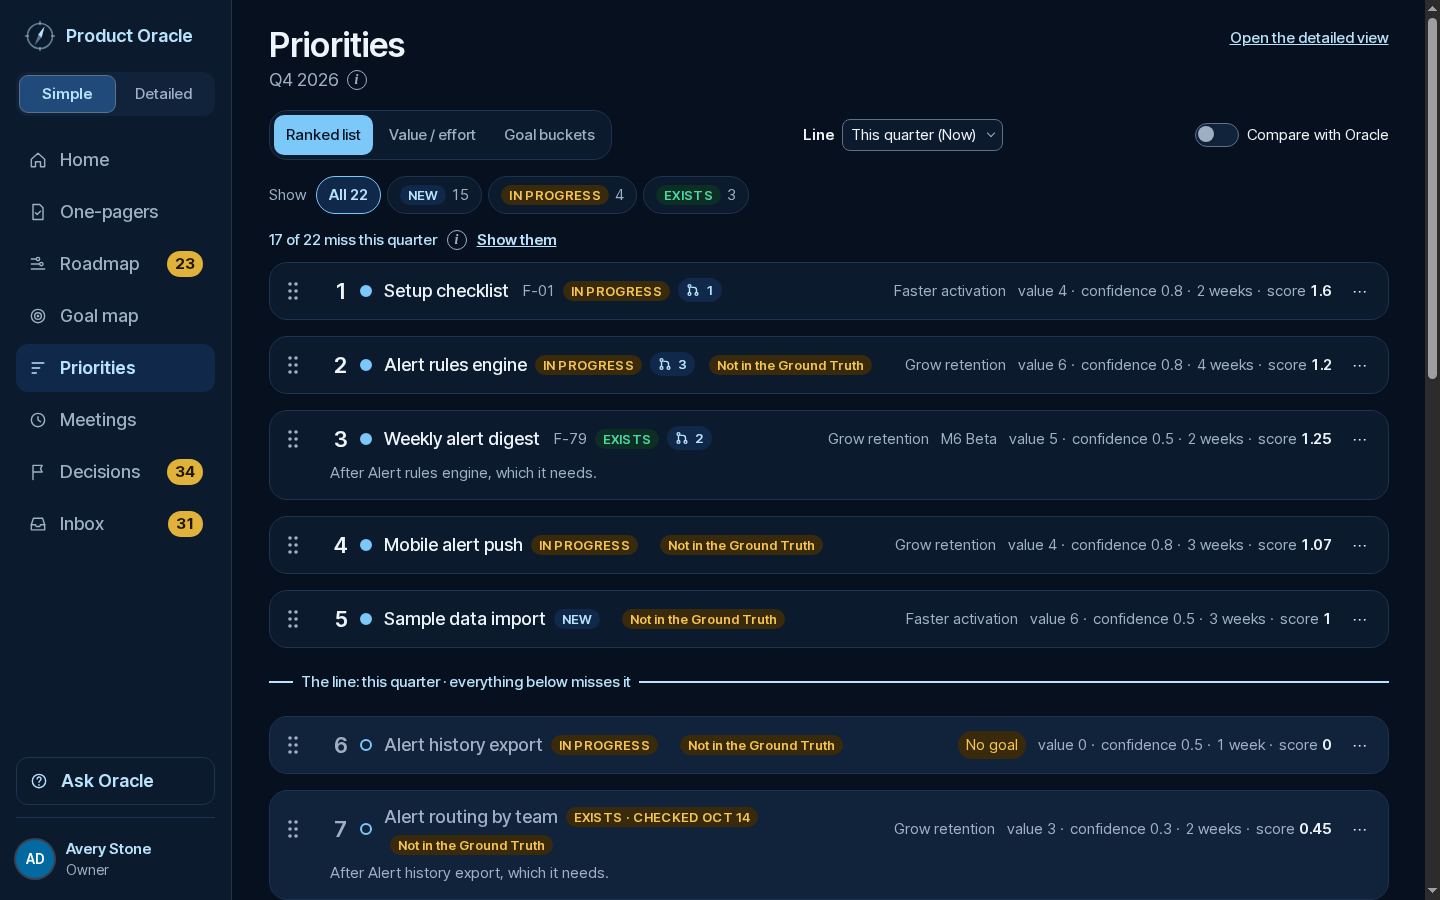 Product Oracle
Simple Detailed
Home
One-pagers
Roadmap 23
Goal map
Priorities
Meetings
Decisions 34
Inbox 31
Ask Oracle
AD Avery Stone
Owner
Priorities
Open the detailed view
Q4 2026 i
Ranked list Value / effort Goal buckets
Line This quarter (Now)
Compare with Oracle
Show All 22 NEW 15 IN PROGRESS 4 EXISTS 3
17 of 22 miss this quarter i Show them
1 Setup checklist F-01 IN PROGRESS 1 Faster activation value 4 · confidence 0.8 · 2 weeks · score 1.6 ···
2 Alert rules engine IN PROGRESS 3 Not in the Ground Truth Grow retention value 6 · confidence 0.8 · 4 weeks · score 1.2 ···
3 Weekly alert digest F-79 EXISTS 2 Grow retention M6 Beta value 5 · confidence 0.5 · 2 weeks · score 1.25 ···
After Alert rules engine, which it needs.
4 Mobile alert push IN PROGRESS Not in the Ground Truth Grow retention value 4 · confidence 0.8 · 3 weeks · score 1.07 ···
5 Sample data import NEW Not in the Ground Truth Faster activation value 6 · confidence 0.5 · 3 weeks · score 1 ···
The line: this quarter · everything below misses it
6 Alert history export IN PROGRESS Not in the Ground Truth No goal value 0 · confidence 0.5 · 1 week · score 0 ···
7 Alert routing by team EXISTS · CHECKED OCT 14 Grow retention value 3 · confidence 0.3 · 2 weeks · score 0.45 ···
Not in the Ground Truth
After Alert history export, which it needs.